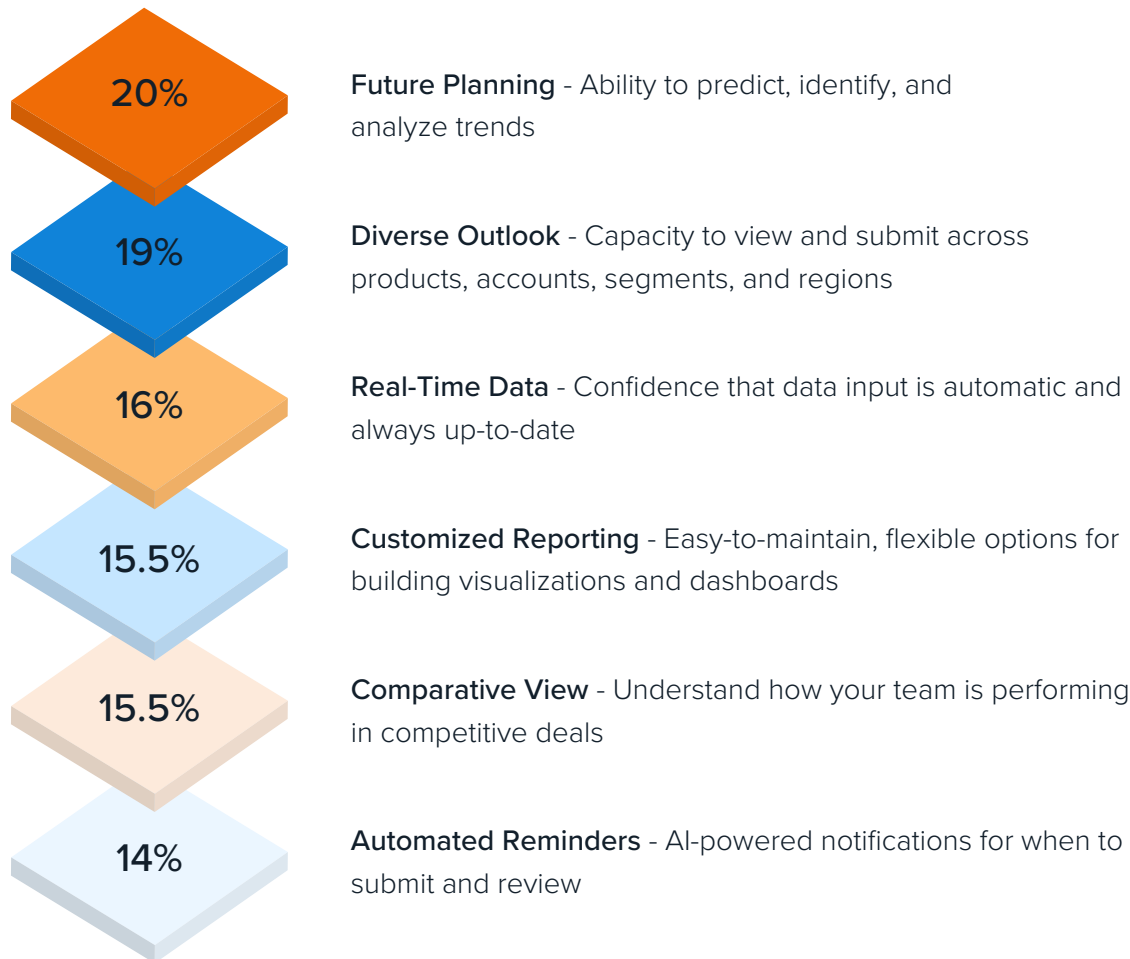 20%
Future Planning - Ability to predict, identify, and
analyze trends
19%
Diverse Outlook - Capacity to view and submit across
products, accounts, segments, and regions
16%
Real-Time Data - Confidence that data input is automatic and
always up-to-date
15.5%
Customized Reporting - Easy-to-maintain, flexible options for
building visualizations and dashboards
15.5%
Comparative View - Understand how your team is performing
in competitive deals
14%
Automated Reminders - AI-powered notifications for when to
submit and review